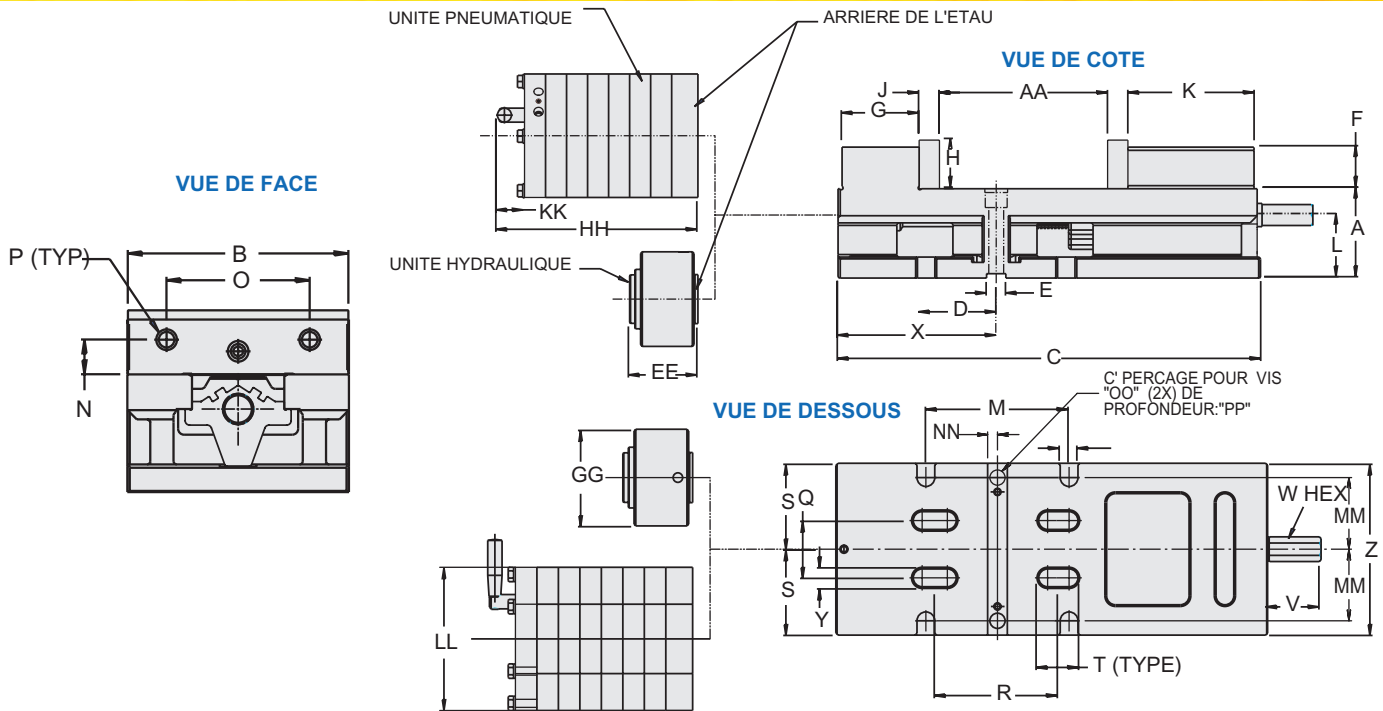 UNITE PNEUMATIQUE
ARRIERE DE L'ETAU
VUE DE COTE
J
AA
K
G
F
H
VUE DE FACE
KK
HH
A
L
B
P (TYP)
O
UNITE HYDRAULIQUE
E
D
X
C
EE
N
C' PERCAGE POUR VIS
"OO" (2X) DE
PROFONDEUR:"PP"
VUE DE DESSOUS
M
NN
GG
S
Q
W HEX
MM
Z
S
MM
Y
V
LL
T (TYPE)
R